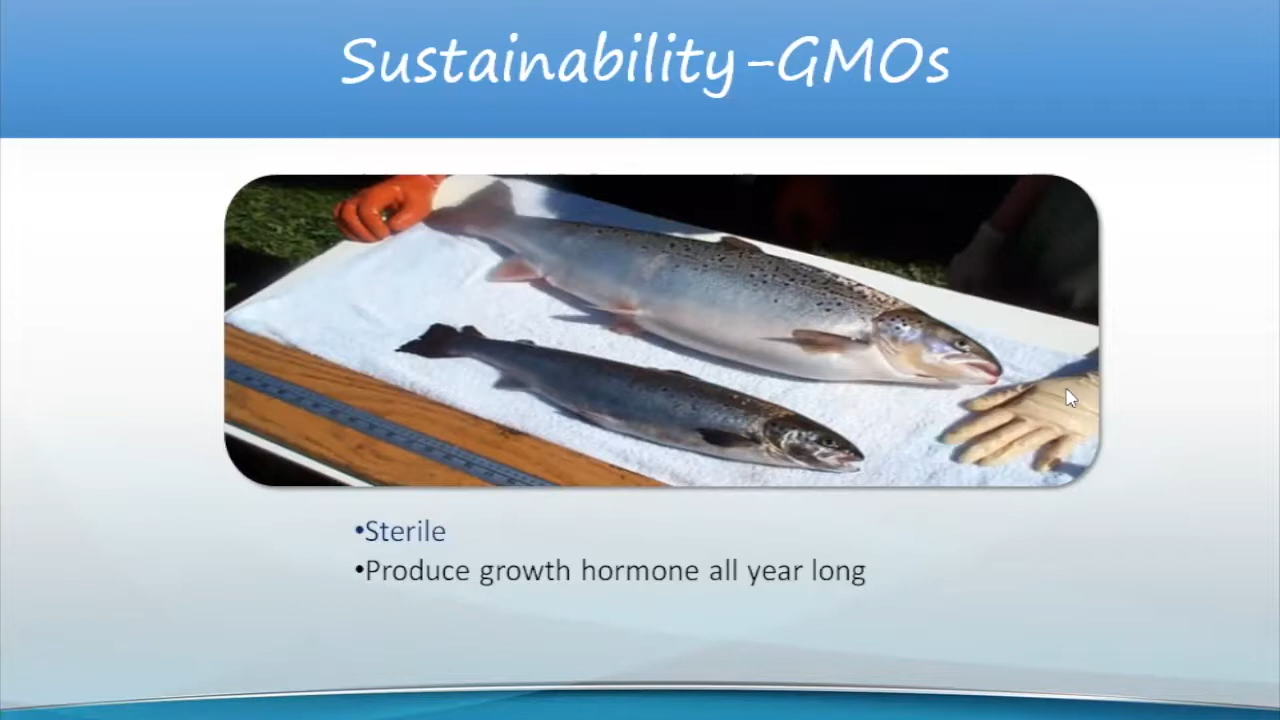 Sustainability -GMOs
•Sterile
•Produce growth hormone all year long